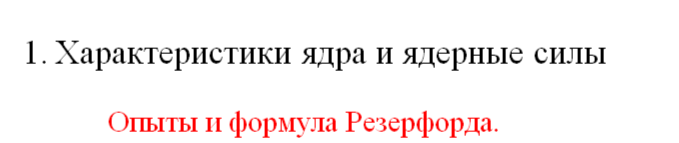 1. Характеристики ядра и ядерные силы
Опыты и формула Резерфорда.